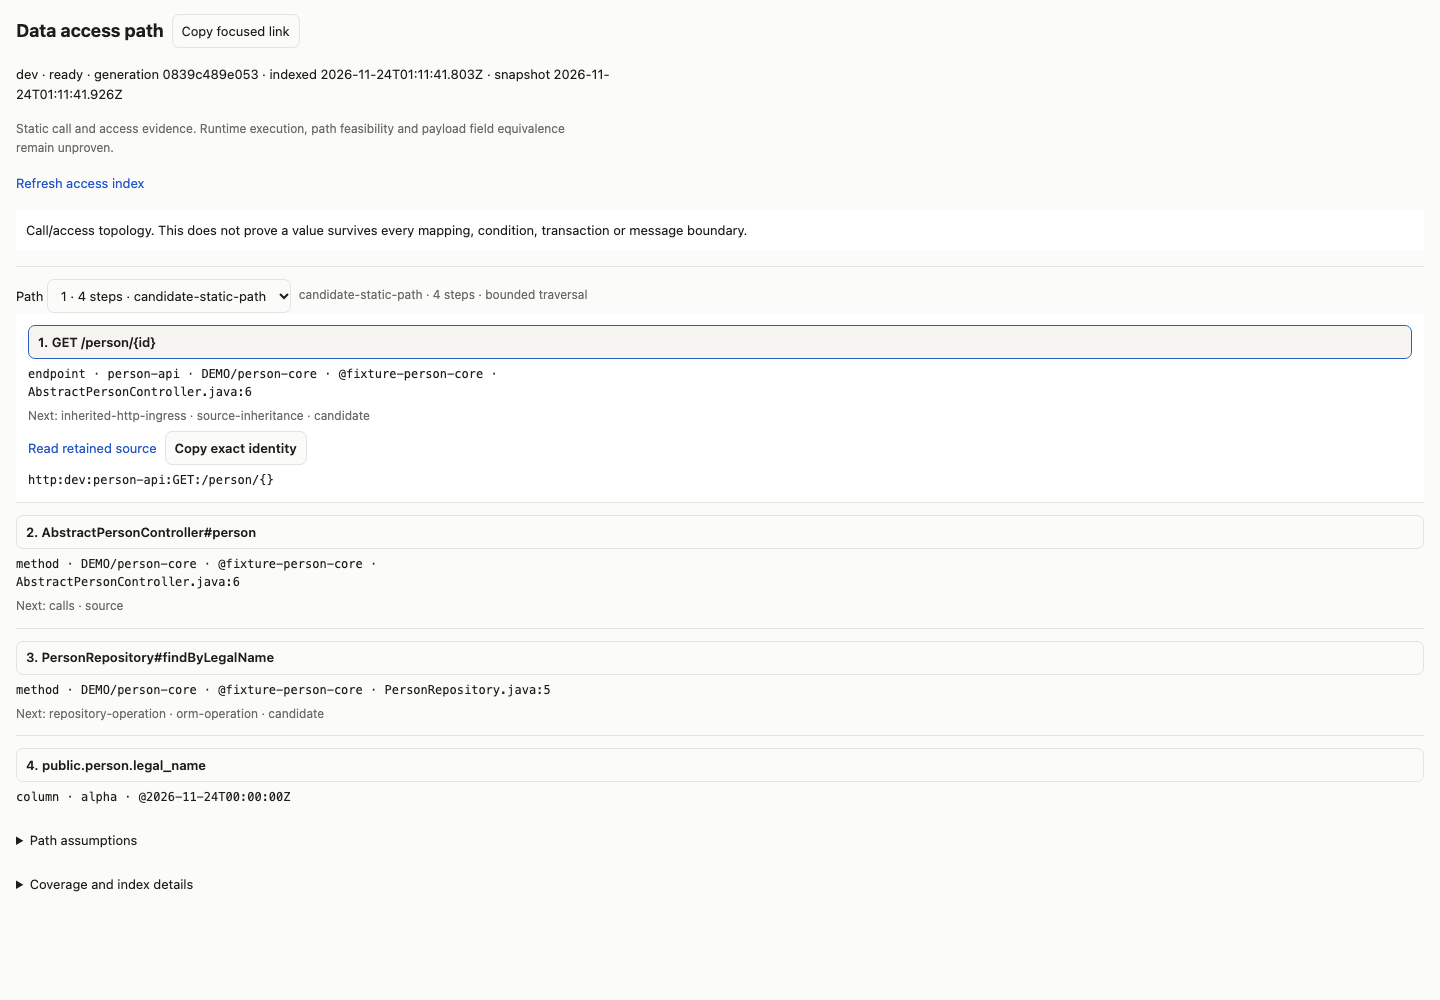 Data access path
Copy focused link
dev · ready · generation 0839c489e053 · indexed 2026-11-24T01:11:41.803Z · snapshot 2026-11-
24T01:11:41.926Z
Static call and access evidence. Runtime execution, path feasibility and payload field equivalence
remain unproven.
Refresh access index
Call/access topology. This does not prove a value survives every mapping, condition, transaction or message boundary.
Path 1 · 4 steps · candidate-static-path candidate-static-path · 4 steps · bounded traversal
1. GET /person/{id}
endpoint · person-api · DEMO/person-core · @fixture-person-core ·
AbstractPersonController.java:6
Next: inherited-http-ingress · source-inheritance · candidate
Read retained source Copy exact identity
http:dev:person-api:GET:/person/{}
2. AbstractPersonController#person
method · DEMO/person-core · @fixture-person-core ·
AbstractPersonController.java:6
Next: calls · source
3. PersonRepository#findByLegalName
method · DEMO/person-core · @fixture-person-core · PersonRepository.java:5
Next: repository-operation · orm-operation · candidate
4. public.person.legal_name
column · alpha · @2026-11-24T00:00:00Z
Path assumptions
Coverage and index details